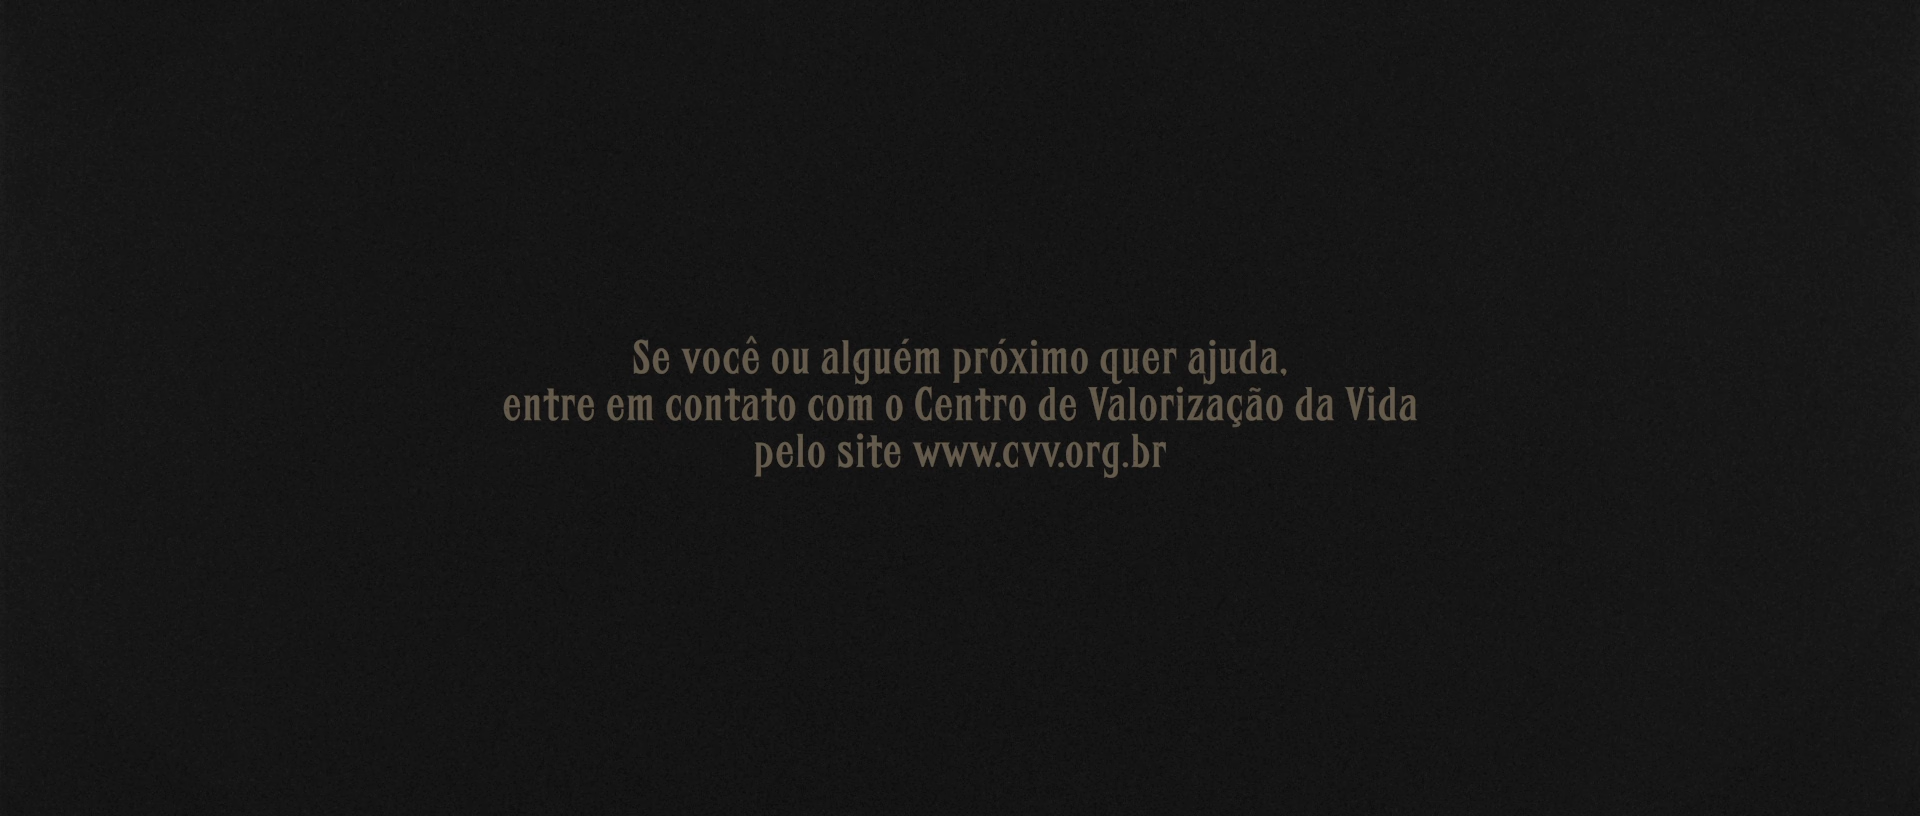 Se você ou alguém próximo quer ajuda,
entre em contato com o Centro de Valorização da Vida
pelo site www.cvv.org.br